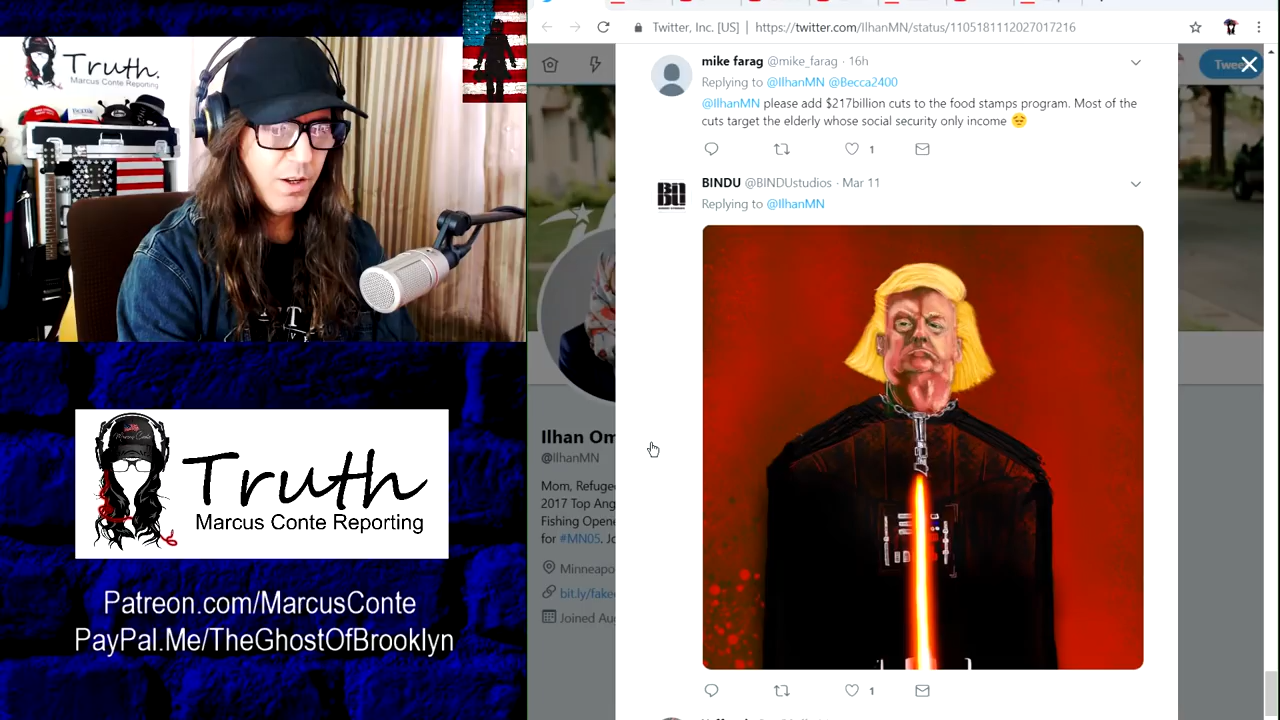 Truth.
Marcus Conte Reporting
Truth
Marcus Conte Reporting
Patreon.com/MarcusConte
PayPal.Me/TheGhostOfBrooklyn
Twitter, Inc. [US] | https://twitter.com/IlhanMN/status/1105181112027017216
Twee
mike farag @mike_farag · 16h
Replying to @IlhanMN @Becca2400
@IlhanMN please add $217billion cuts to the food stamps program. Most of the
cuts target the elderly whose social security only income
1
BINDU @BINDUstudios · Mar 11
Replying to @IlhanMN
1
Ilhan Om
@IlhanMN
Mom, Refuge
2017 Top Ang
Fishing Opene
for #MN05. Jo
Minneapo
bit.ly/fake
Joined Au